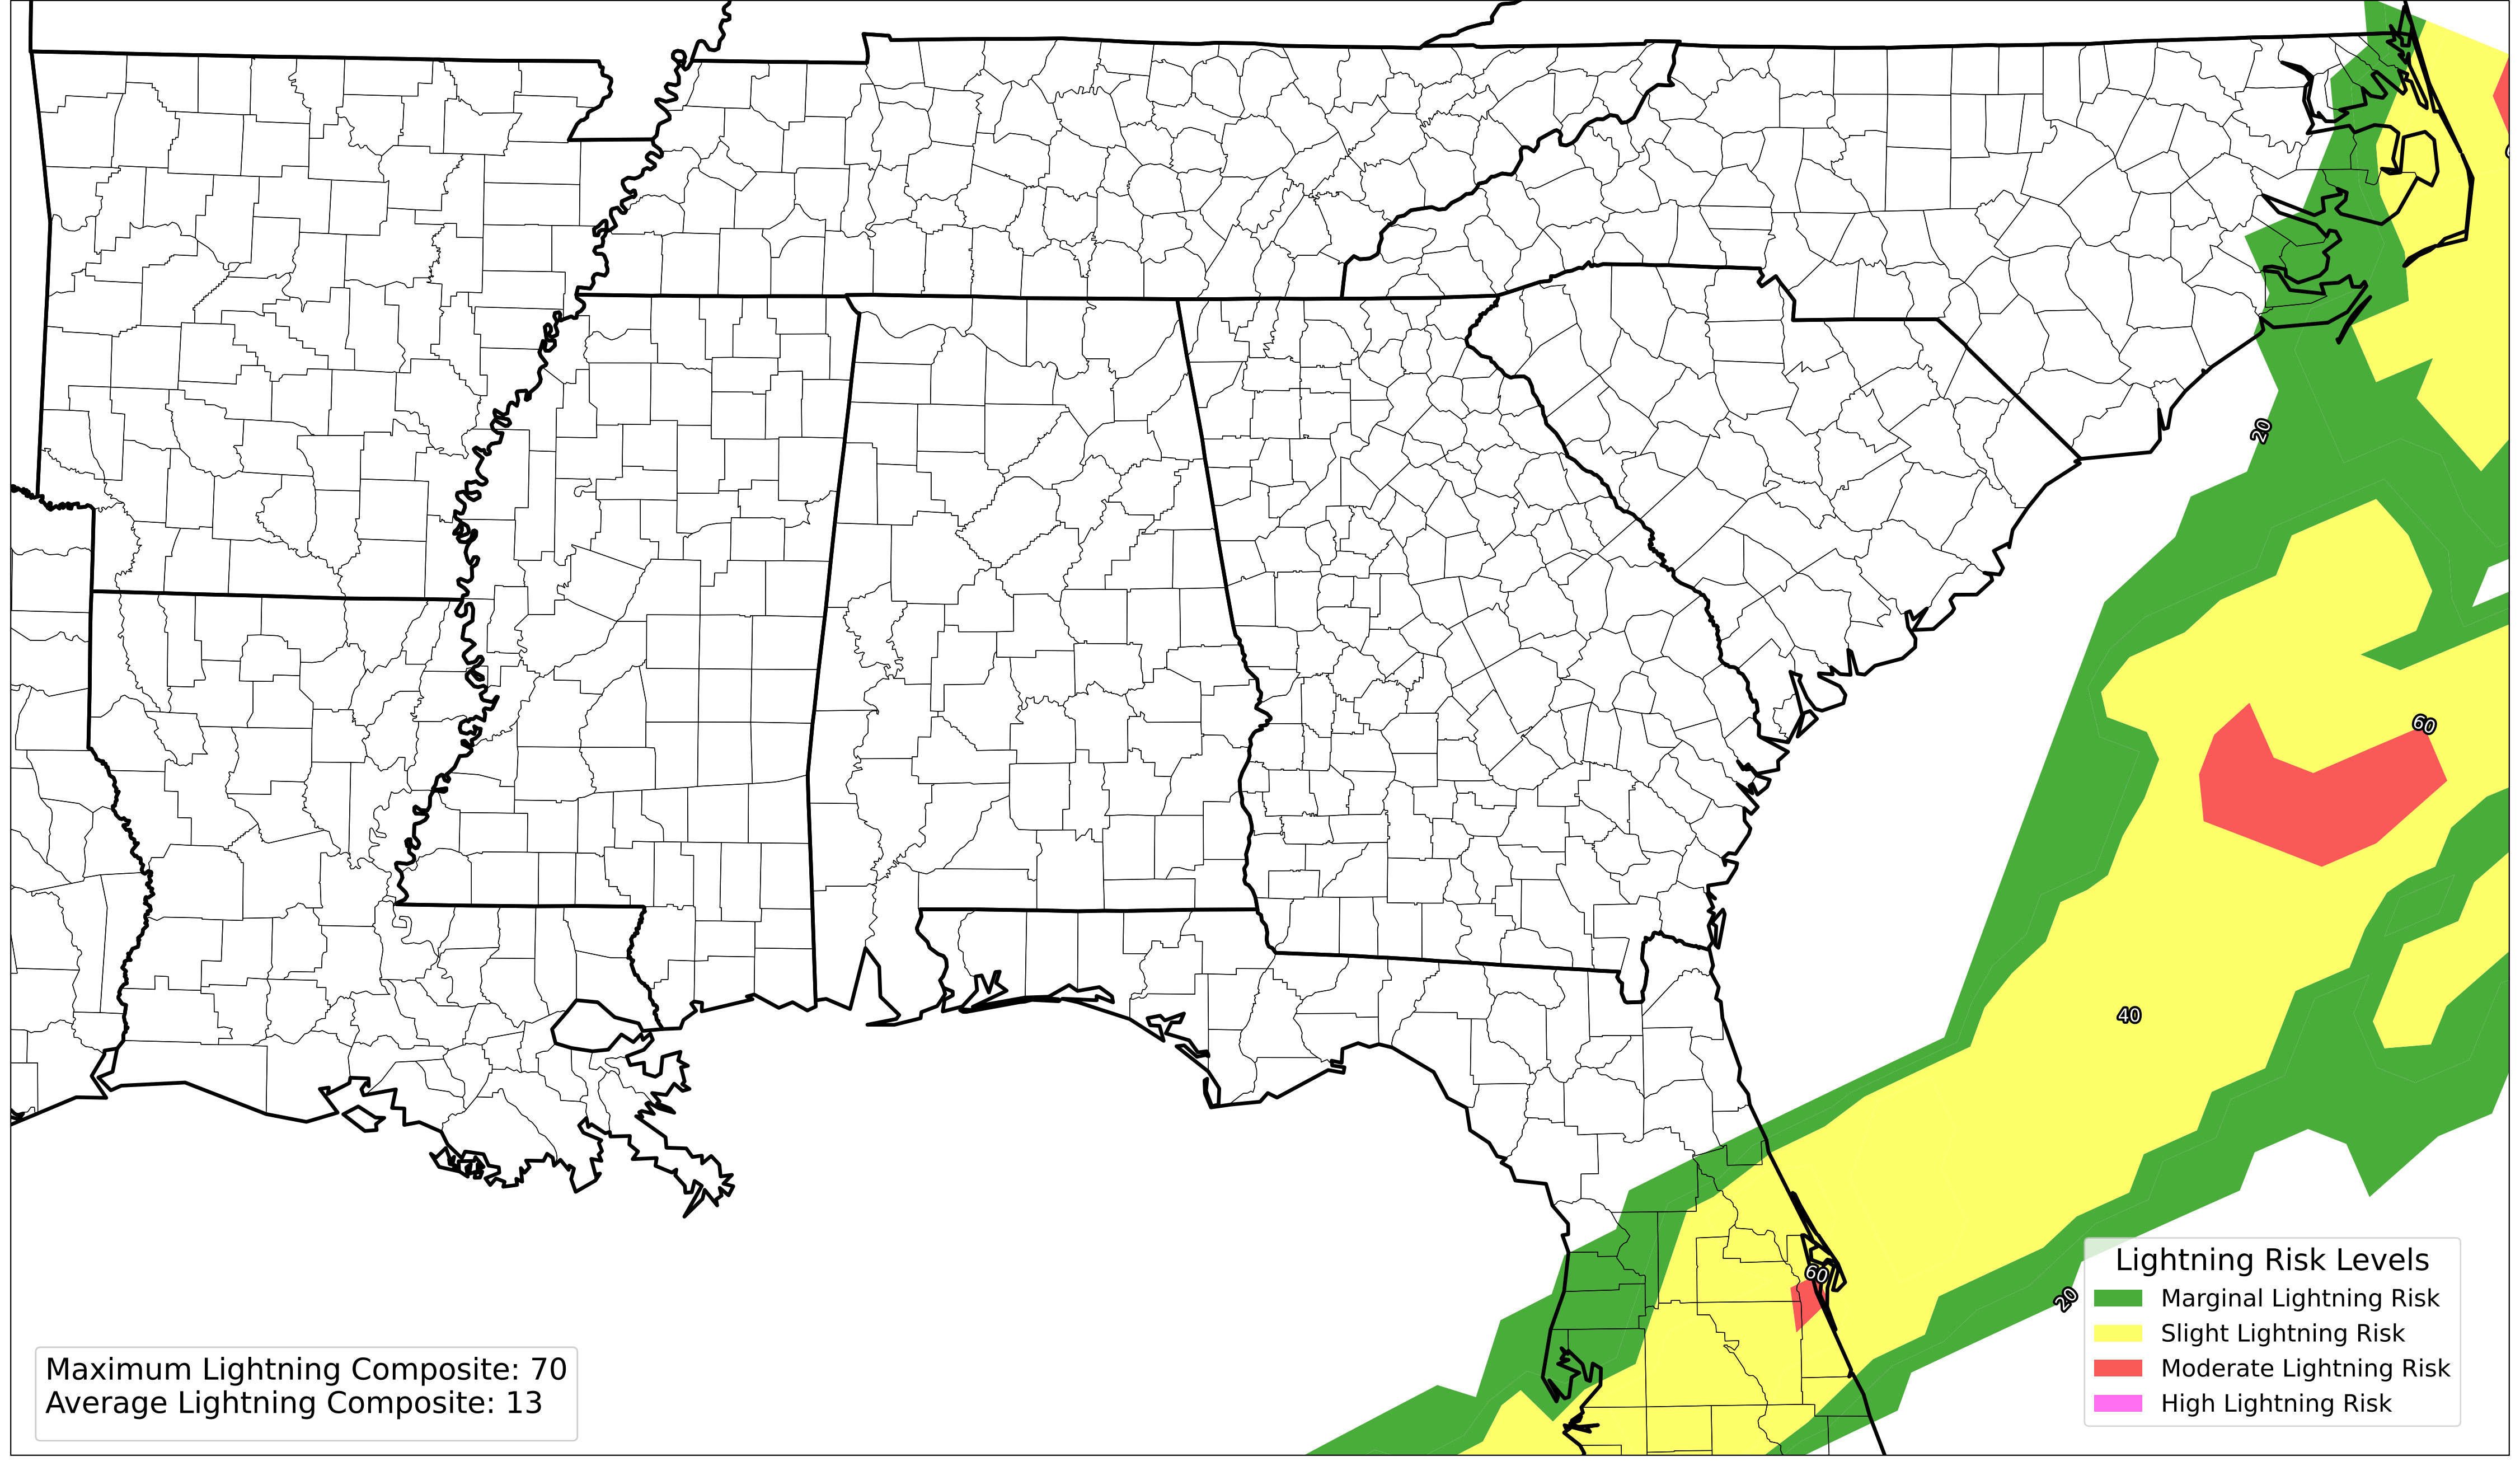 20
60
40
60
20
Lightning Risk Levels
Marginal Lightning Risk
Slight Lightning Risk
Moderate Lightning Risk
High Lightning Risk
Maximum Lightning Composite: 70
Average Lightning Composite: 13